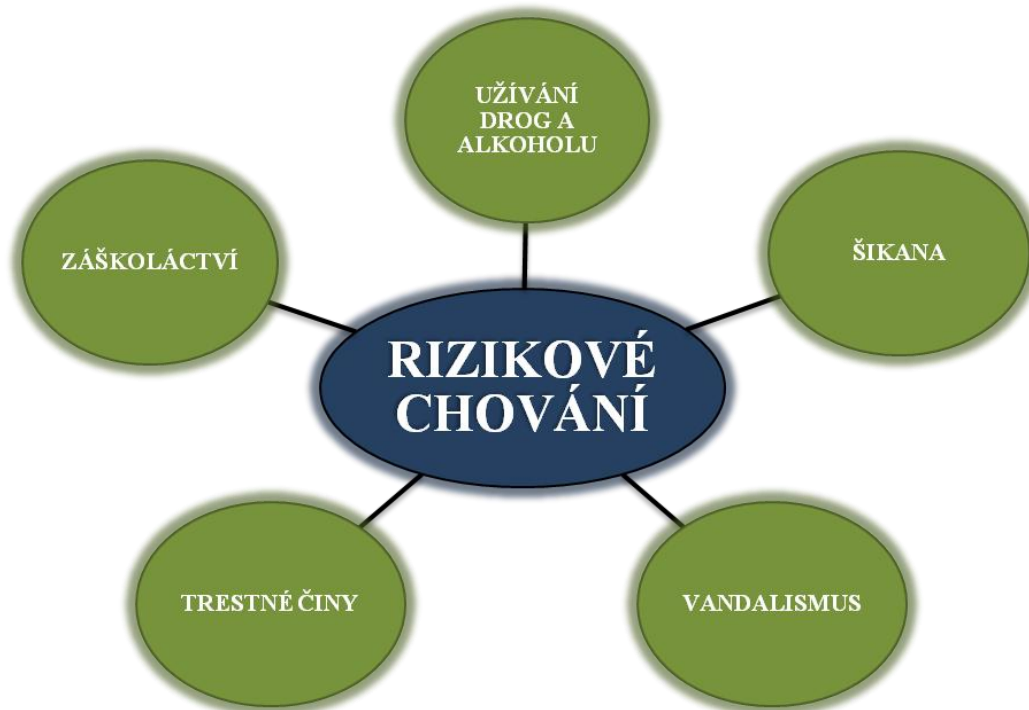 UŽÍVÁNÍ
DROG A
ALKOHOLU
ZÁŠKOLÁCTVÍ
ŠIKANA
RIZIKOVÉ
CHOVÁNÍ
TRESTNÉ ČINY
VANDALISMUS